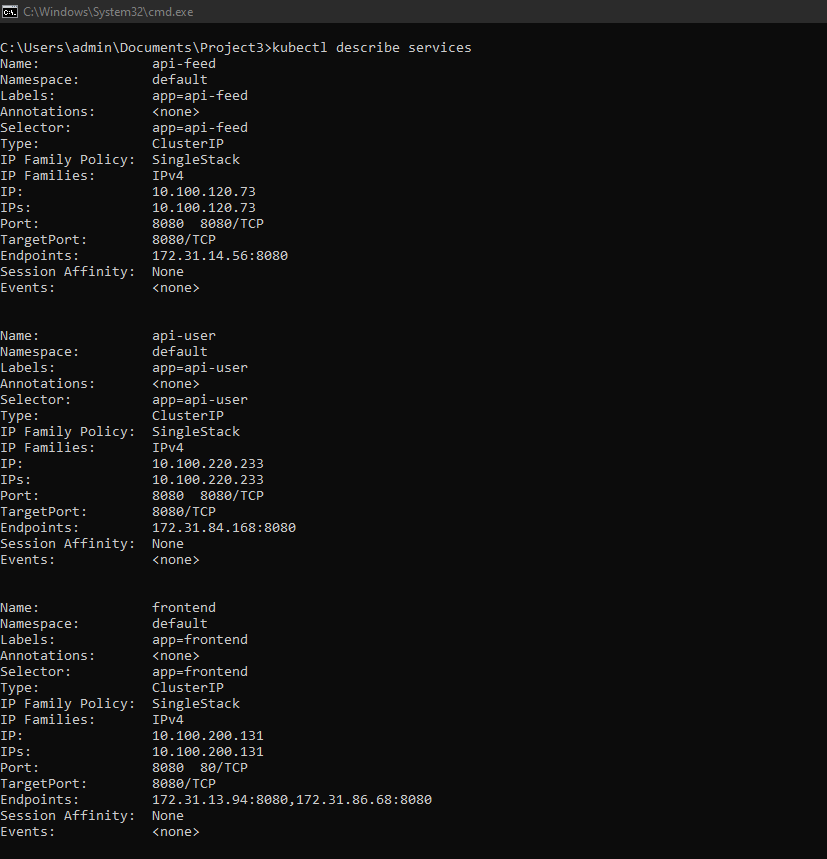 C:\Windows\System32\cmd.exe
C:\Users\admin\Documents\Project3>kubectl describe services
Name:              api-feed
Namespace:         default
Labels:            app=api-feed
Annotations:       <none>
Selector:          app=api-feed
Type:              ClusterIP
IP Family Policy:  SingleStack
IP Families:       IPv4
IP:                10.100.120.73
IPs:               10.100.120.73
Port:              8080  8080/TCP
TargetPort:        8080/TCP
Endpoints:         172.31.14.56:8080
Session Affinity:  None
Events:            <none>
Name:              api-user
Namespace:         default
Labels:            app=api-user
Annotations:       <none>
Selector:          app=api-user
Type:              ClusterIP
IP Family Policy:  SingleStack
IP Families:       IPv4
IP:                10.100.220.233
IPs:               10.100.220.233
Port:              8080  8080/TCP
TargetPort:        8080/TCP
Endpoints:         172.31.84.168:8080
Session Affinity:  None
Events:            <none>
Name:              frontend
Namespace:         default
Labels:            app=frontend
Annotations:       <none>
Selector:          app=frontend
Type:              ClusterIP
IP Family Policy:  SingleStack
IP Families:       IPv4
IP:                10.100.200.131
IPs:               10.100.200.131
Port:              8080  80/TCP
TargetPort:        8080/TCP
Endpoints:         172.31.13.94:8080,172.31.86.68:8080
Session Affinity:  None
Events:            <none>